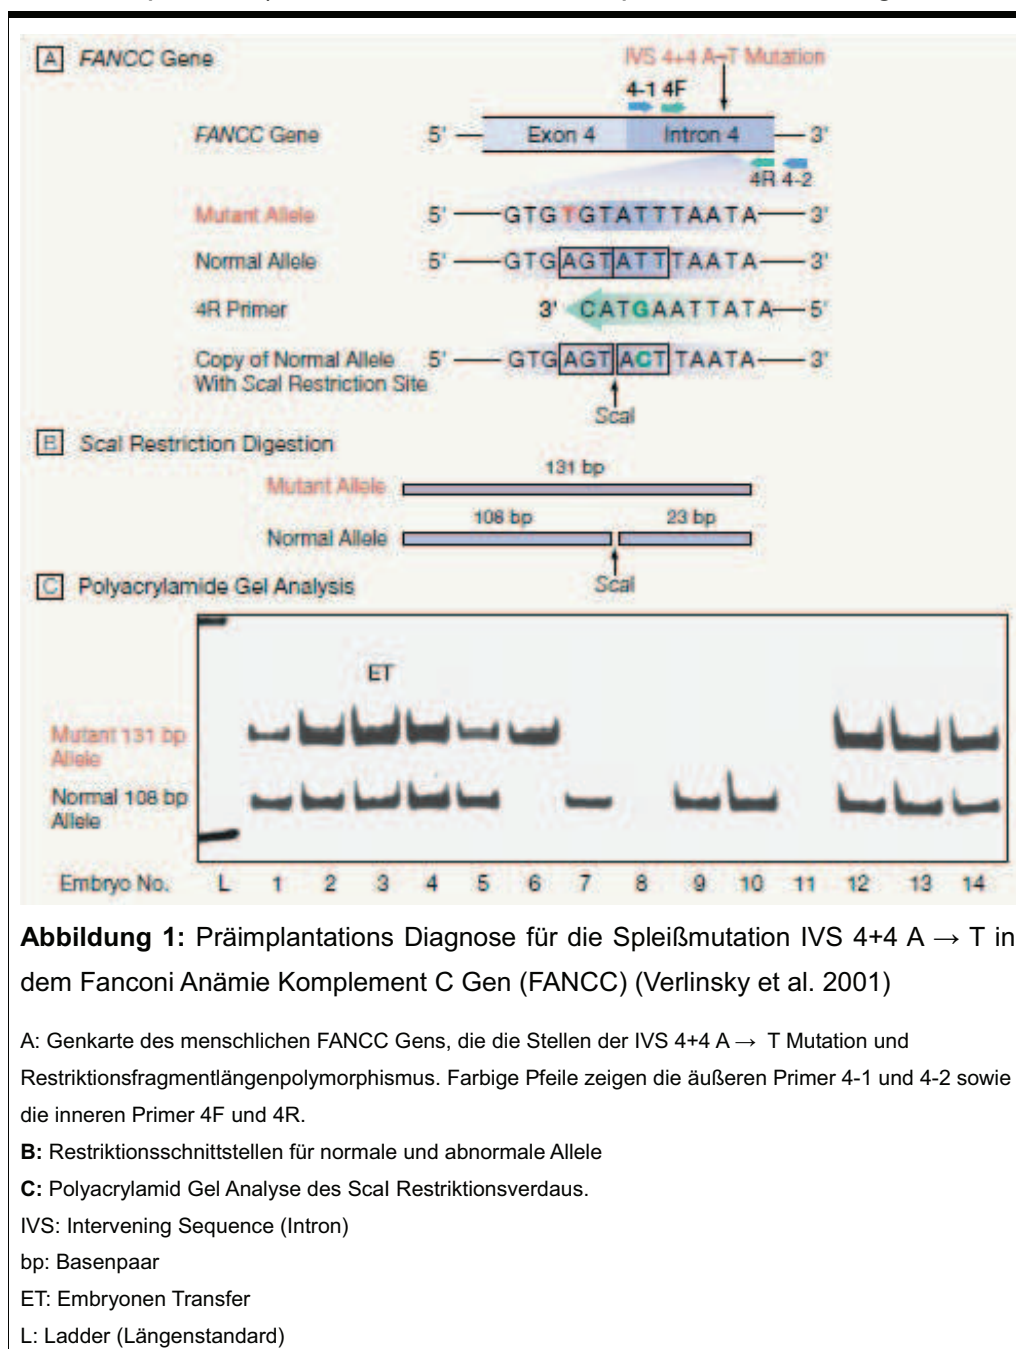 A FANCC Gene
IVS 4+4 A→T Mutation
4-1 4F
FANCC Gene 5' Exon 4 Intron 4 3'
4R 4-2
Mutant Allele 5' GTGTGTATTTAATA 3'
Normal Allele 5' GTGAGTATTTAATA 3'
4R Primer 3' CATGAATTATA 5'
Copy of Normal Allele 5' GTGAGTACTTAATA 3'
With ScaI Restriction Site
ScaI
B ScaI Restriction Digestion
131 bp
Mutant Allele
108 bp 23 bp
Normal Allele
ScaI
C Polyacrylamide Gel Analysis
ET
Mutant 131 bp
Allele
Normal 108 bp
Allele
Embryo No. L 1 2 3 4 5 6 7 8 9 10 11 12 13 14
Abbildung 1: Präimplantations Diagnose für die Spleißmutation IVS 4+4 A → T in
dem Fanconi Anämie Komplement C Gen (FANCC) (Verlinsky et al. 2001)
A: Genkarte des menschlichen FANCC Gens, die die Stellen der IVS 4+4 A → T Mutation und
Restriktionsfragmentlängenpolymorphismus. Farbige Pfeile zeigen die äußeren Primer 4-1 und 4-2 sowie
die inneren Primer 4F und 4R.
B: Restriktionsschnittstellen für normale und abnormale Allele
C: Polyacrylamid Gel Analyse des ScaI Restriktionsverdaus.
IVS: Intervening Sequence (Intron)
bp: Basenpaar
ET: Embryonen Transfer
L: Ladder (Längenstandard)